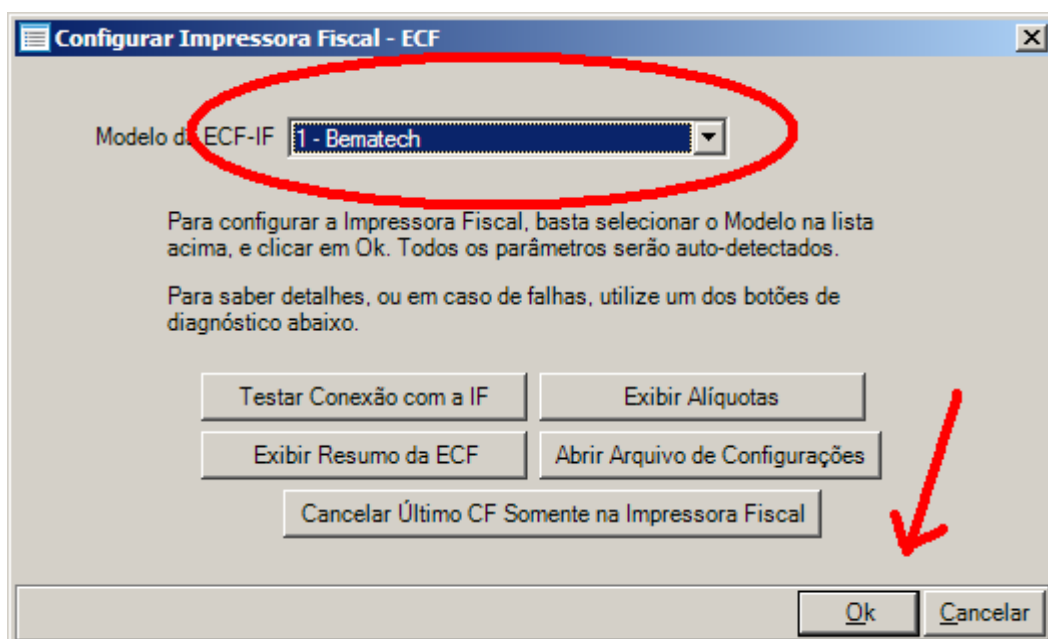 Configurar Impressora Fiscal - ECF
Modelo da ECF-IF 1 - Bematech
Para configurar a Impressora Fiscal, basta selecionar o Modelo na lista
acima, e clicar em Ok. Todos os parâmetros serão auto-detectados.
Para saber detalhes, ou em caso de falhas, utilize um dos botões de
diagnóstico abaixo.
Testar Conexão com a IF Exibir Alíquotas
Exibir Resumo da ECF Abrir Arquivo de Configurações
Cancelar Último CF Somente na Impressora Fiscal
Ok Cancelar